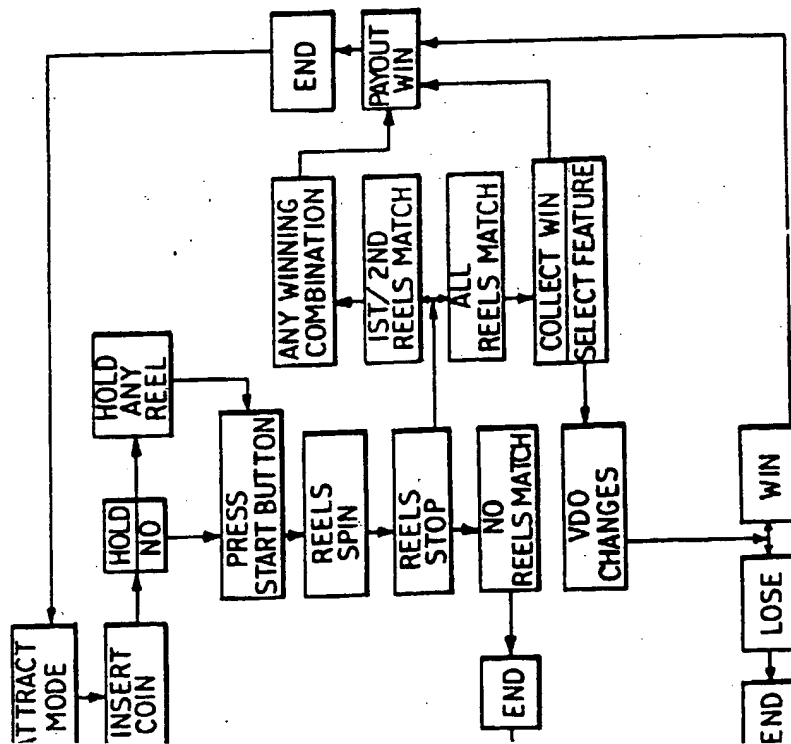 ATTRACT
MODE
INSERT
COIN
HOLD
NO
HOLD
ANY
REEL
PRESS
START BUTTON
REELS
SPIN
REELS
STOP
NO
REELS MATCH
END
ANY WINNING
COMBINATION
1ST/2ND
REELS MATCH
ALL
REELS MATCH
COLLECT WIN
SELECT FEATURE
END
PAYOUT
WIN
VDO
CHANGES
WIN
LOSE
END